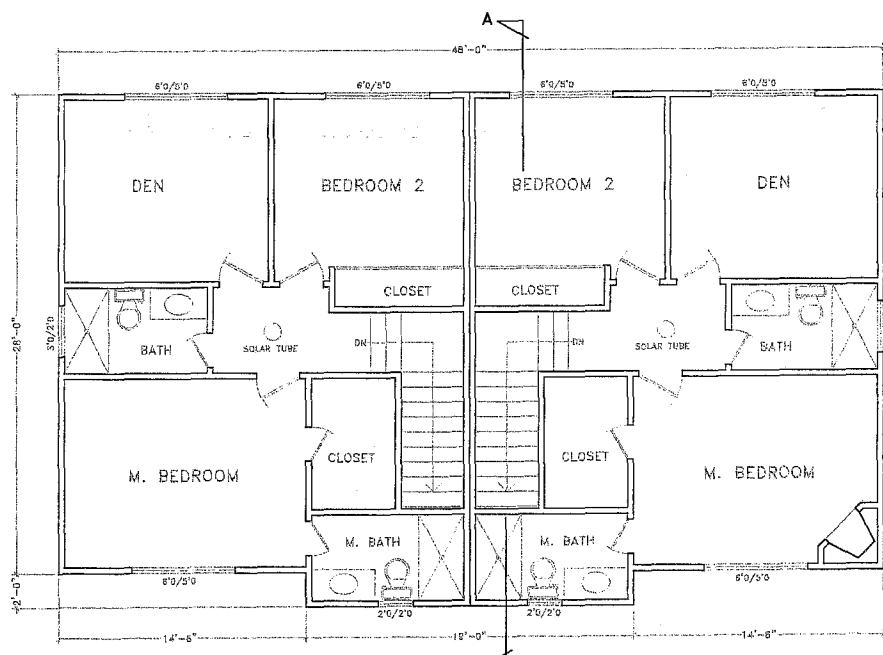 A
48'-0"
6'0/5'0 6'0/5'0 6'0/5'0 6'0/5'0
DEN BEDROOM 2 BEDROOM 2 DEN
CLOSET CLOSET
28'-0"
3'0/2'0
BATH SOLAR TUBE DN DN SOLAR TUBE BATH
M. BEDROOM CLOSET CLOSET M. BEDROOM
M. BATH M. BATH
6'0/5'0 6'0/5'0
2'-0"
2'0/2'0 2'0/2'0
14'-6" 19'-0" 14'-6"